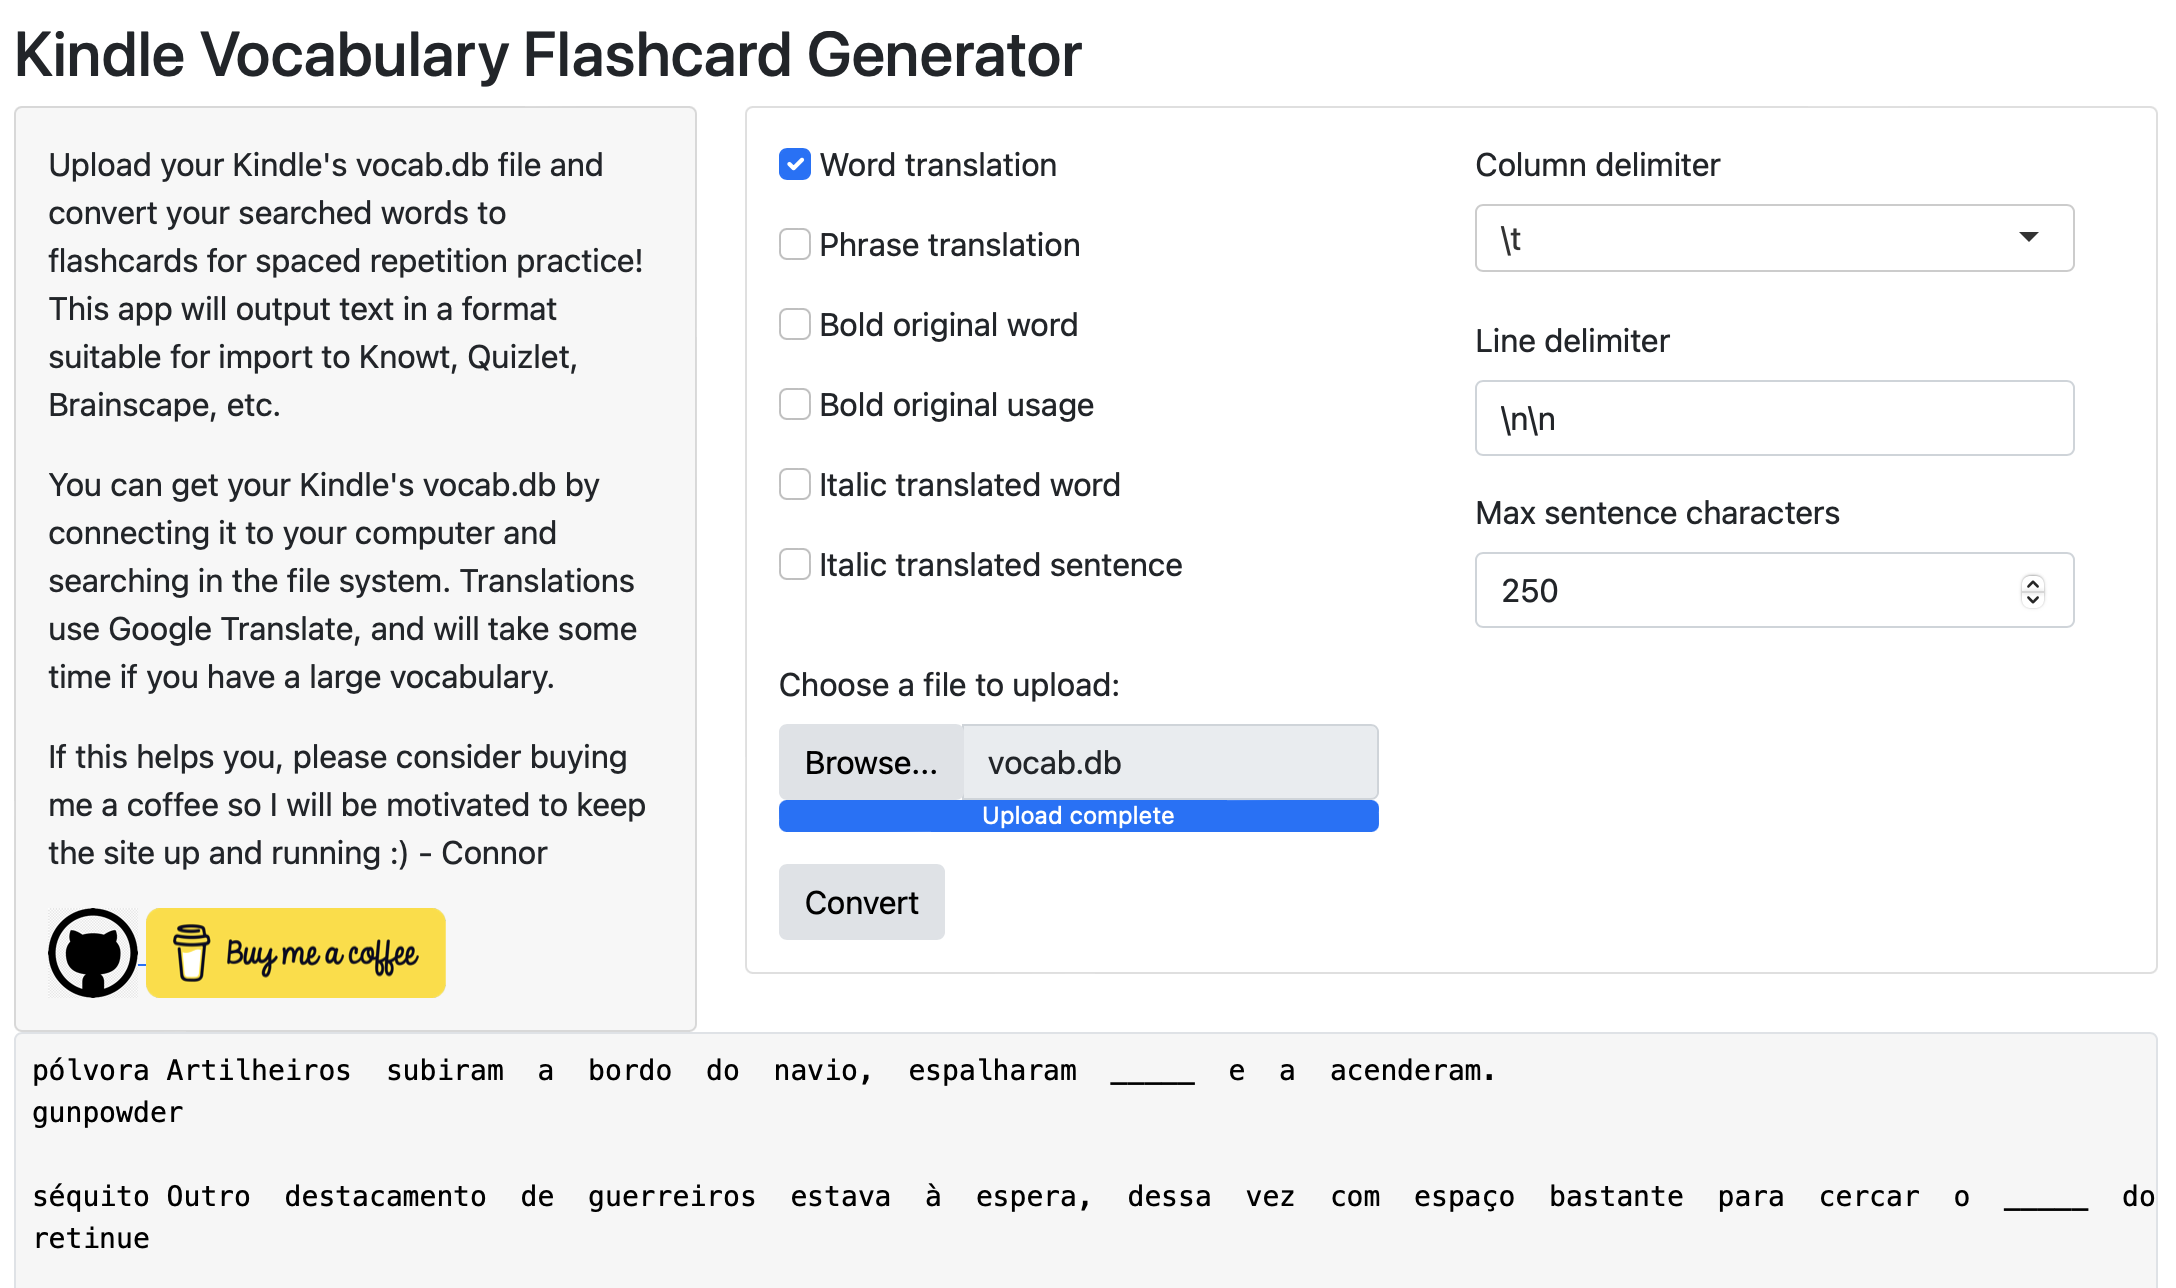 Kindle Vocabulary Flashcard Generator
Upload your Kindle's vocab.db file and
convert your searched words to
flashcards for spaced repetition practice!
This app will output text in a format
suitable for import to Knowt, Quizlet,
Brainscape, etc.
You can get your Kindle's vocab.db by
connecting it to your computer and
searching in the file system. Translations
use Google Translate, and will take some
time if you have a large vocabulary.
If this helps you, please consider buying
me a coffee so I will be motivated to keep
the site up and running :) - Connor
Buy me a coffee
Word translation
Phrase translation
Bold original word
Bold original usage
Italic translated word
Italic translated sentence
Column delimiter
\t
Line delimiter
\n\n
Max sentence characters
250
Choose a file to upload:
Browse... vocab.db
Upload complete
Convert
pólvora Artilheiros subiram a bordo do navio, espalharam _____ e a acenderam.
gunpowder
séquito Outro destacamento de guerreiros estava à espera, dessa vez com espaço bastante para cercar o _____ do
retinue